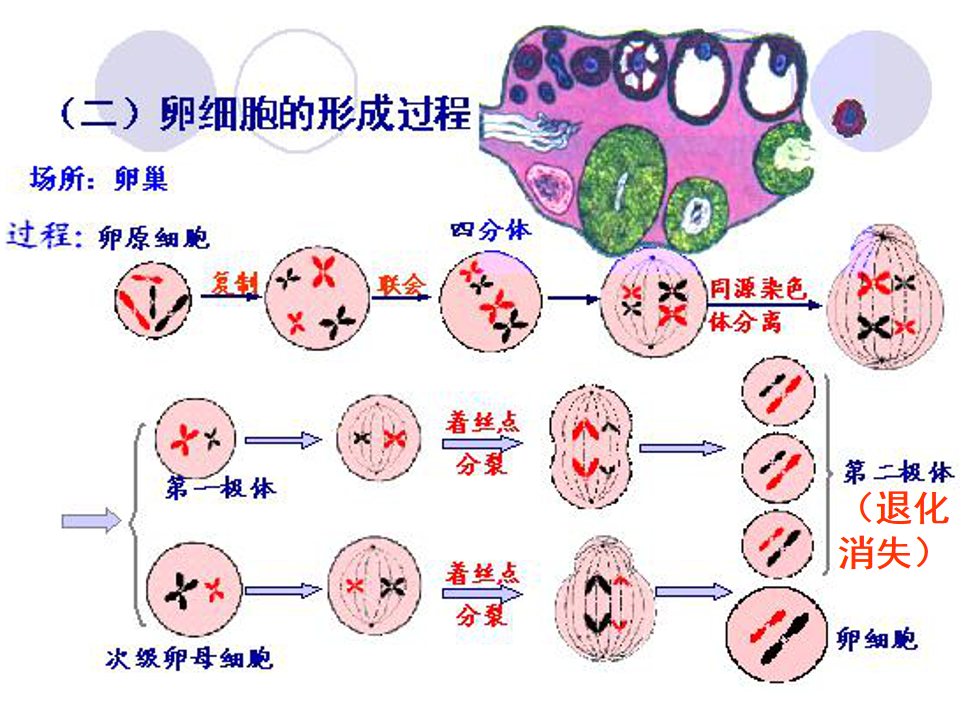 （二）卵细胞的形成过程
场所：卵巢
过程：卵原细胞
四分体
复制
联会
同源染色
体分离
着丝点
分裂
第一极体
第二极体
（退化
消失）
着丝点
分裂
次级卵母细胞
卵细胞